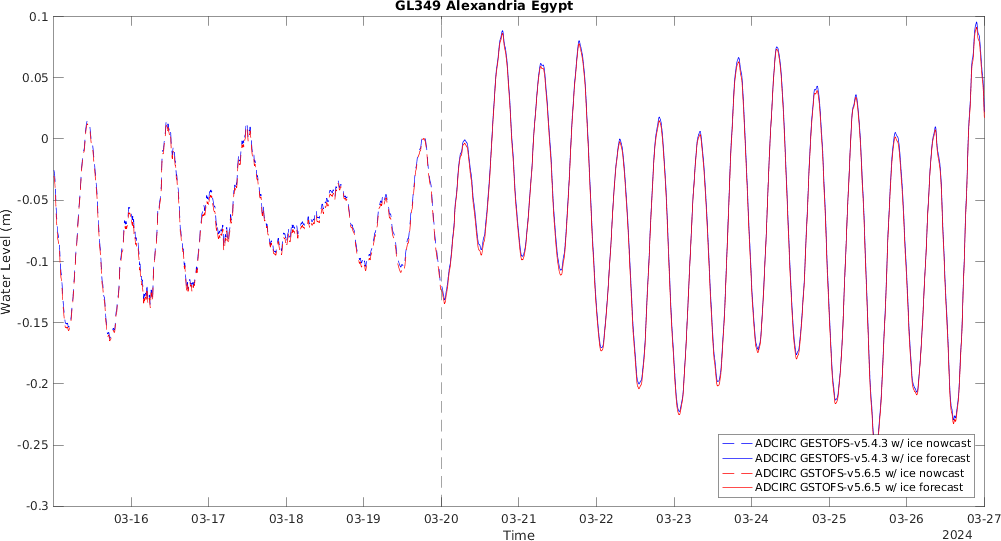 GL349 Alexandria Egypt
0.1
0.05
0
-0.05
-0.1
-0.15
-0.2
-0.25
-0.3
Water Level (m)
ADCIRC GESTOFS-v5.4.3 w/ ice nowcast
ADCIRC GESTOFS-v5.4.3 w/ ice forecast
ADCIRC GSTOFS-v5.6.5 w/ ice nowcast
ADCIRC GSTOFS-v5.6.5 w/ ice forecast
03-16 03-17 03-18 03-19 03-20 03-21 03-22 03-23 03-24 03-25 03-26 03-27
Time
2024